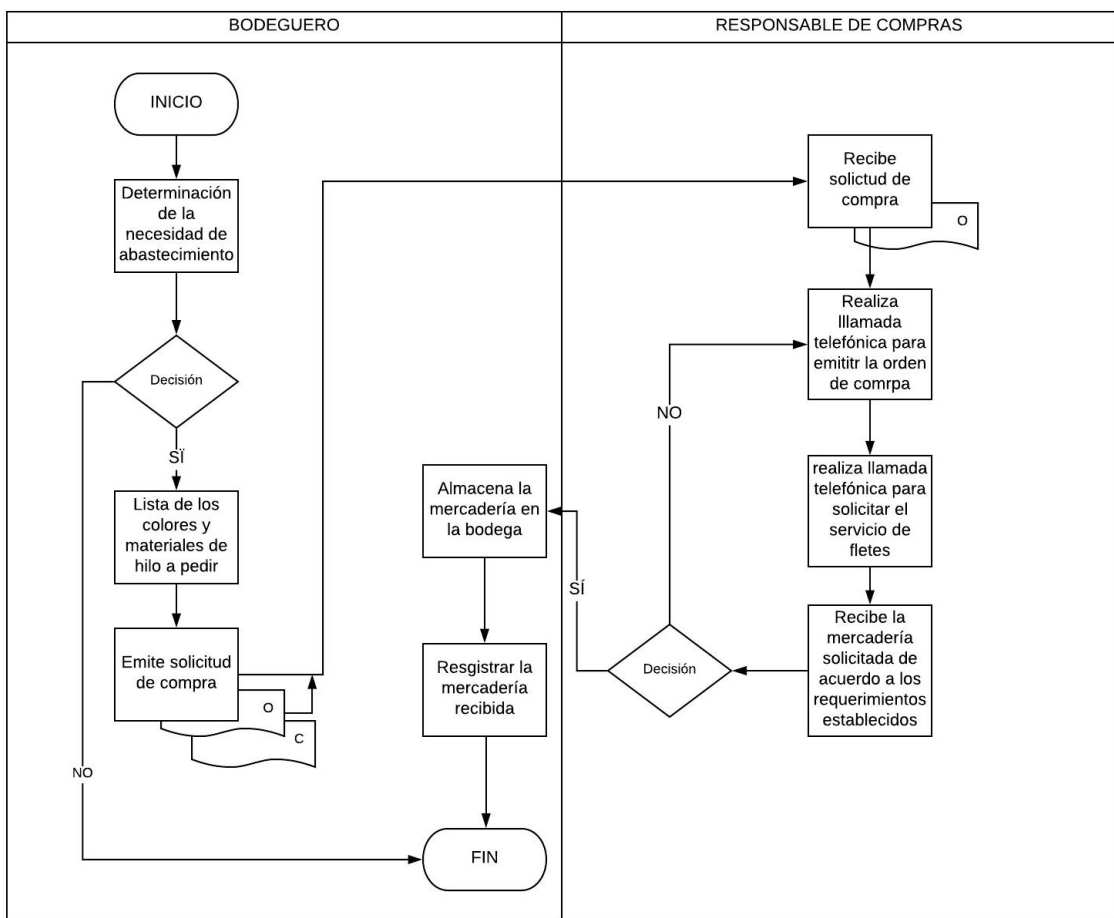 BODEGUERO
RESPONSABLE DE COMPRAS
INICIO
Determinación
de la
necesidad de
abastecimiento
Decisión
SÏ
NO
Lista de los
colores y
materiales de
hilo a pedir
Emite solicitud
de compra
O
C
Recibe
solictud de
compra
O
Realiza
lllamada
telefónica para
emititr la orden
de comrpa
realiza llamada
telefónica para
solicitar el
servicio de
fletes
Recibe la
mercadería
solicitada de
acuerdo a los
requerimientos
establecidos
Decisión
NO
SÍ
Almacena la
mercadería en
la bodega
Resgistrar la
mercadería
recibida
FIN